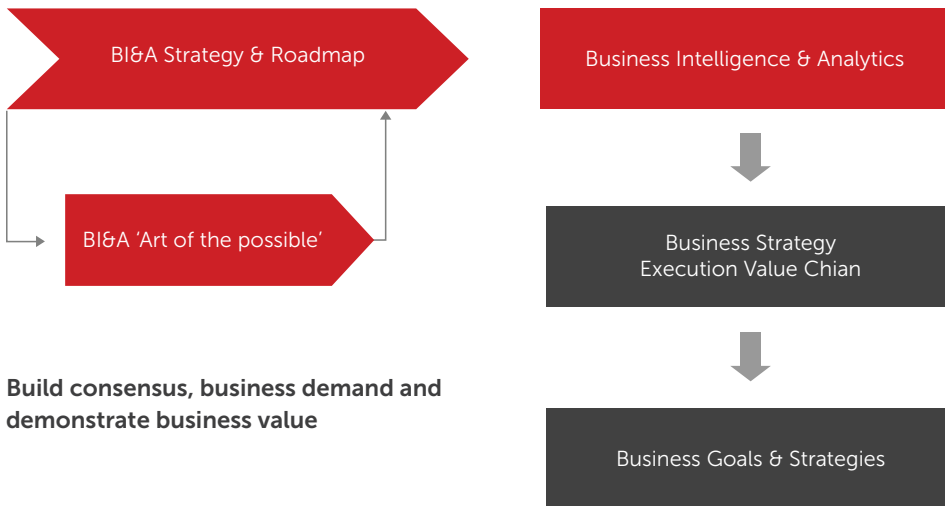 BI&A Strategy & Roadmap
BI&A ‘Art of the possible’
Build consensus, business demand and
demonstrate business value
Business Intelligence & Analytics
Business Strategy
Execution Value Chian
Business Goals & Strategies